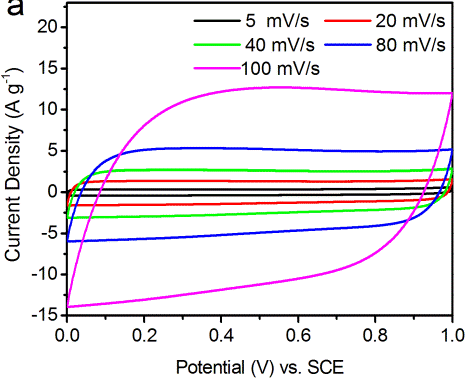 a
5 mV/s 20 mV/s
40 mV/s 80 mV/s
100 mV/s
20
15
10
5
0
-5
-10
-15
Current Density (A g⁻¹)
0.0 0.2 0.4 0.6 0.8 1.0
Potential (V) vs. SCE